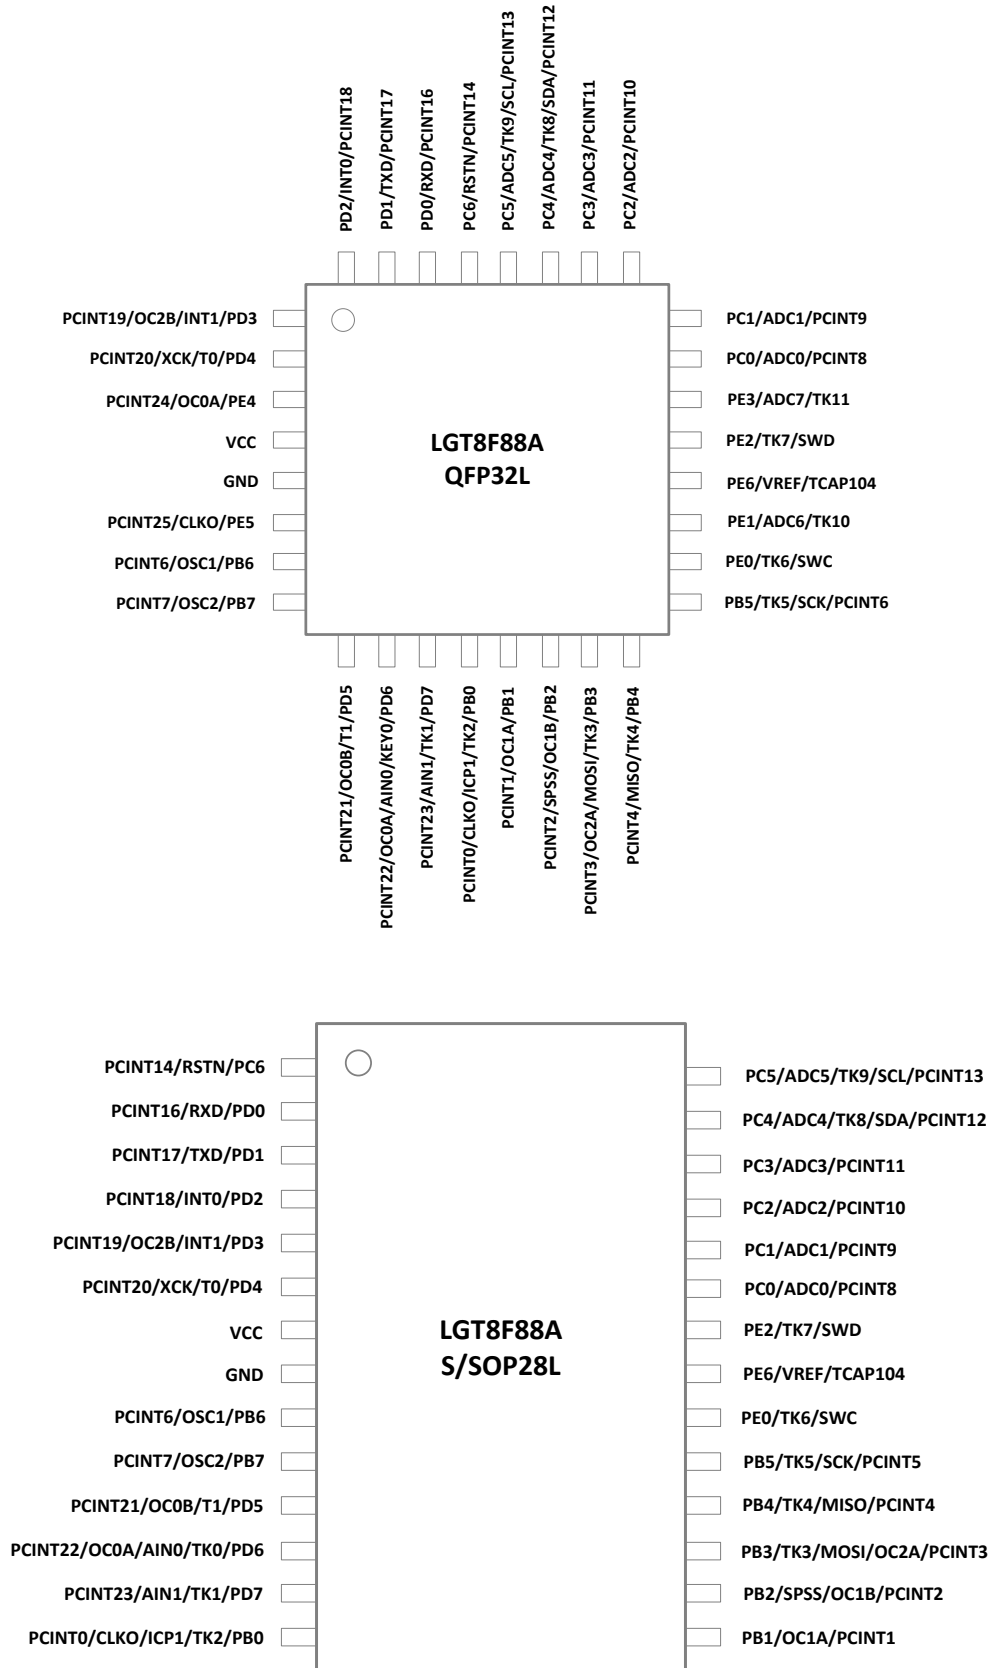 PD2/INT0/PCINT18
PD1/TXD/PCINT17
PD0/RXD/PCINT16
PC6/RSTN/PCINT14
PC5/ADC5/TK9/SCL/PCINT13
PC4/ADC4/TK8/SDA/PCINT12
PC3/ADC3/PCINT11
PC2/ADC2/PCINT10
PCINT19/OC2B/INT1/PD3
PCINT20/XCK/T0/PD4
PCINT24/OC0A/PE4
VCC
GND
PCINT25/CLKO/PE5
PCINT6/OSC1/PB6
PCINT7/OSC2/PB7
LGT8F88A
QFP32L
PC1/ADC1/PCINT9
PC0/ADC0/PCINT8
PE3/ADC7/TK11
PE2/TK7/SWD
PE6/VREF/TCAP104
PE1/ADC6/TK10
PE0/TK6/SWC
PB5/TK5/SCK/PCINT6
PCINT21/OC0B/T1/PD5
PCINT22/OC0A/AIN0/KEY0/PD6
PCINT23/AIN1/TK1/PD7
PCINT0/CLKO/ICP1/TK2/PB0
PCINT1/OC1A/PB1
PCINT2/SPSS/OC1B/PB2
PCINT3/OC2A/MOSI/TK3/PB3
PCINT4/MISO/TK4/PB4
PCINT14/RSTN/PC6
PCINT16/RXD/PD0
PCINT17/TXD/PD1
PCINT18/INT0/PD2
PCINT19/OC2B/INT1/PD3
PCINT20/XCK/T0/PD4
VCC
GND
PCINT6/OSC1/PB6
PCINT7/OSC2/PB7
PCINT21/OC0B/T1/PD5
PCINT22/OC0A/AIN0/TK0/PD6
PCINT23/AIN1/TK1/PD7
PCINT0/CLKO/ICP1/TK2/PB0
LGT8F88A
S/SOP28L
PC5/ADC5/TK9/SCL/PCINT13
PC4/ADC4/TK8/SDA/PCINT12
PC3/ADC3/PCINT11
PC2/ADC2/PCINT10
PC1/ADC1/PCINT9
PC0/ADC0/PCINT8
PE2/TK7/SWD
PE6/VREF/TCAP104
PE0/TK6/SWC
PB5/TK5/SCK/PCINT5
PB4/TK4/MISO/PCINT4
PB3/TK3/MOSI/OC2A/PCINT3
PB2/SPSS/OC1B/PCINT2
PB1/OC1A/PCINT1